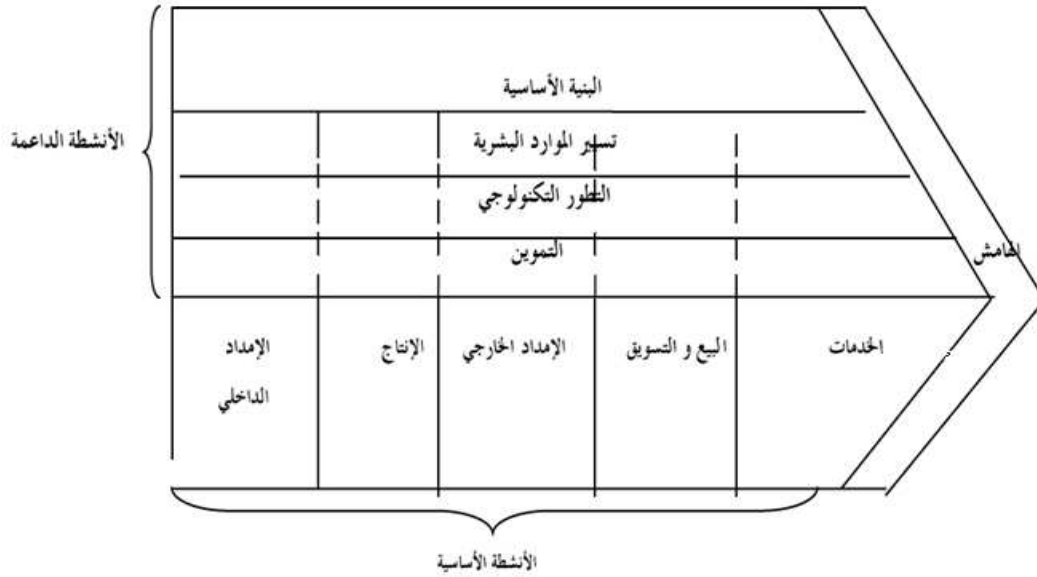 البنية الأساسية
تسيير الموارد البشرية
الأنشطة الداعمة
التطور التكنولوجي
التموين
الهامش
الخدمات
البيع و التسويق
الإمداد الخارجي
الإنتاج
الإمداد
الداخلي
الأنشطة الأساسية